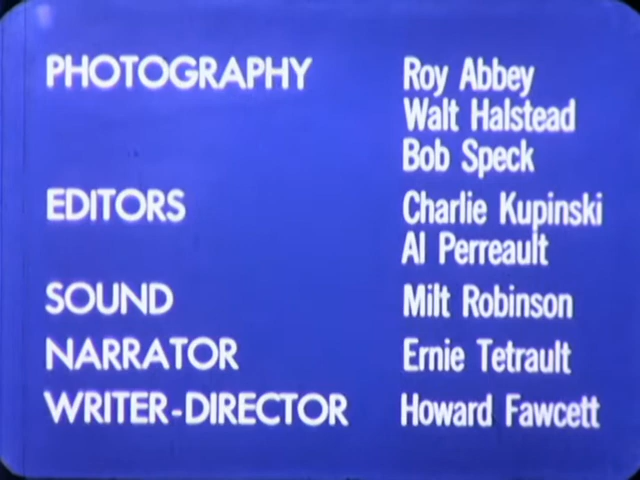 PHOTOGRAPHY Roy Abbey
Walt Halstead
Bob Speck
EDITORS Charlie Kupinski
Al Perreault
SOUND Milt Robinson
NARRATOR Ernie Tetrault
WRITER-DIRECTOR Howard Fawcett